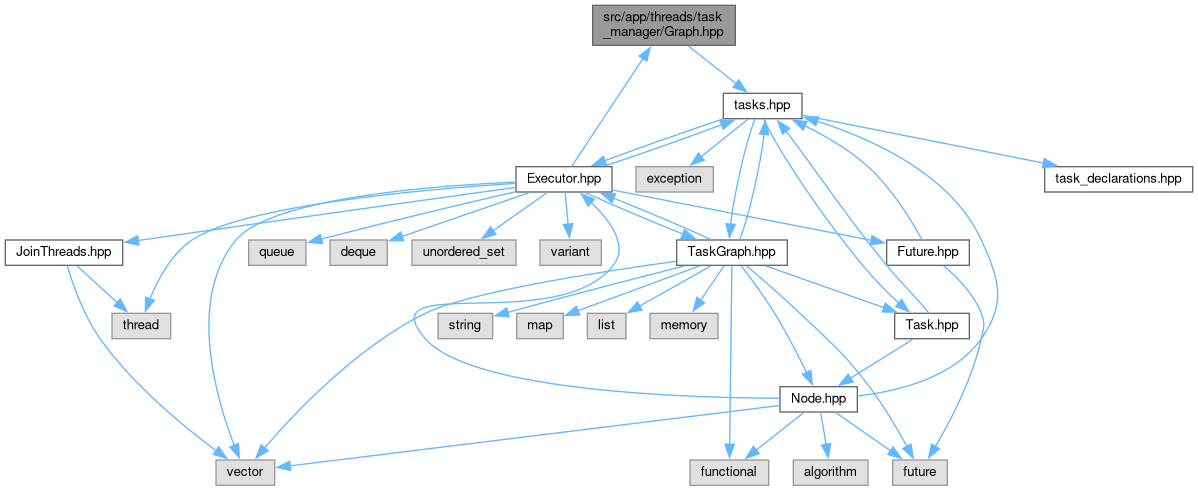 src/app/threads/task
_manager/Graph.hpp
tasks.hpp
Executor.hpp
exception
task_declarations.hpp
JoinThreads.hpp
queue
deque
unordered_set
variant
TaskGraph.hpp
Future.hpp
thread
string
map
list
memory
Task.hpp
Node.hpp
vector
functional
algorithm
future